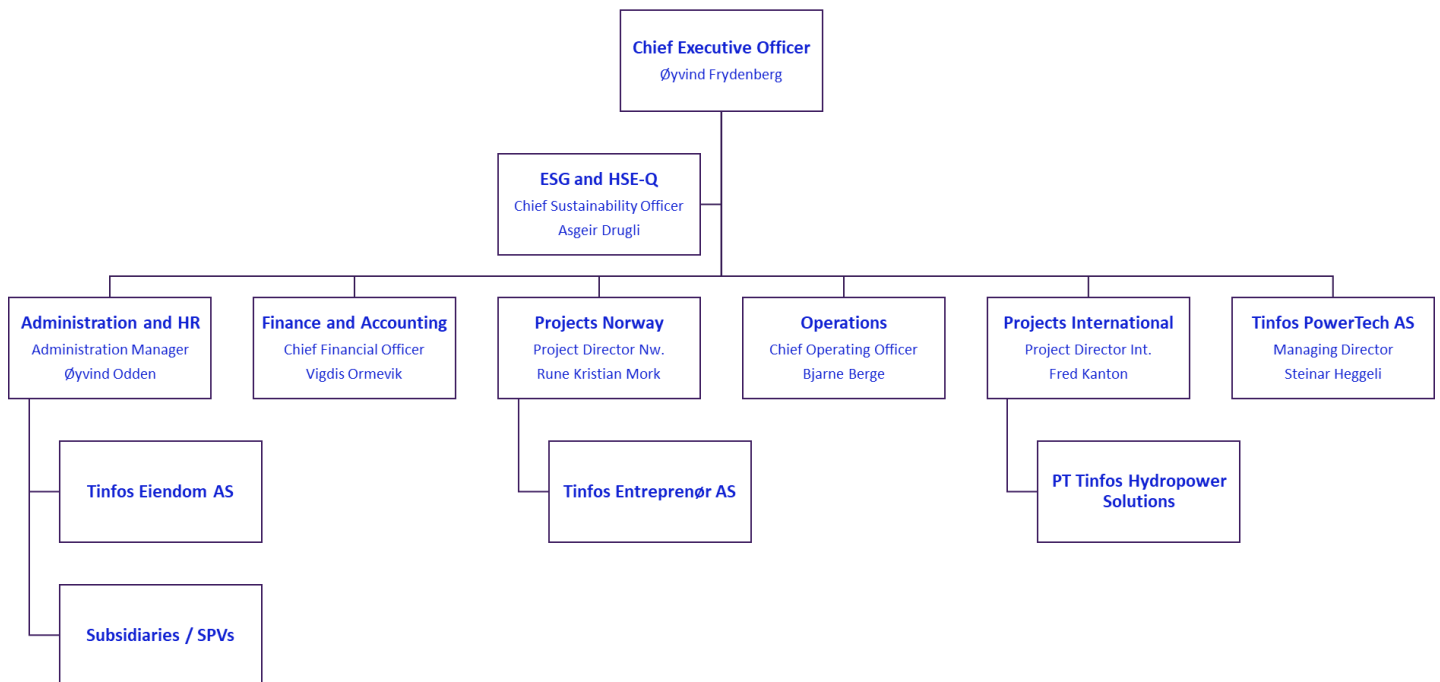 Chief Executive Officer
Øyvind Frydenberg
ESG and HSE-Q
Chief Sustainability Officer
Asgeir Drugli
Administration and HR
Administration Manager
Øyvind Odden
Finance and Accounting
Chief Financial Officer
Vigdis Ormevik
Projects Norway
Project Director Nw.
Rune Kristian Mork
Operations
Chief Operating Officer
Bjarne Berge
Projects International
Project Director Int.
Fred Kanton
Tinfos PowerTech AS
Managing Director
Steinar Heggeli
Tinfos Eiendom AS
Tinfos Entreprenør AS
PT Tinfos Hydropower
Solutions
Subsidiaries / SPVs